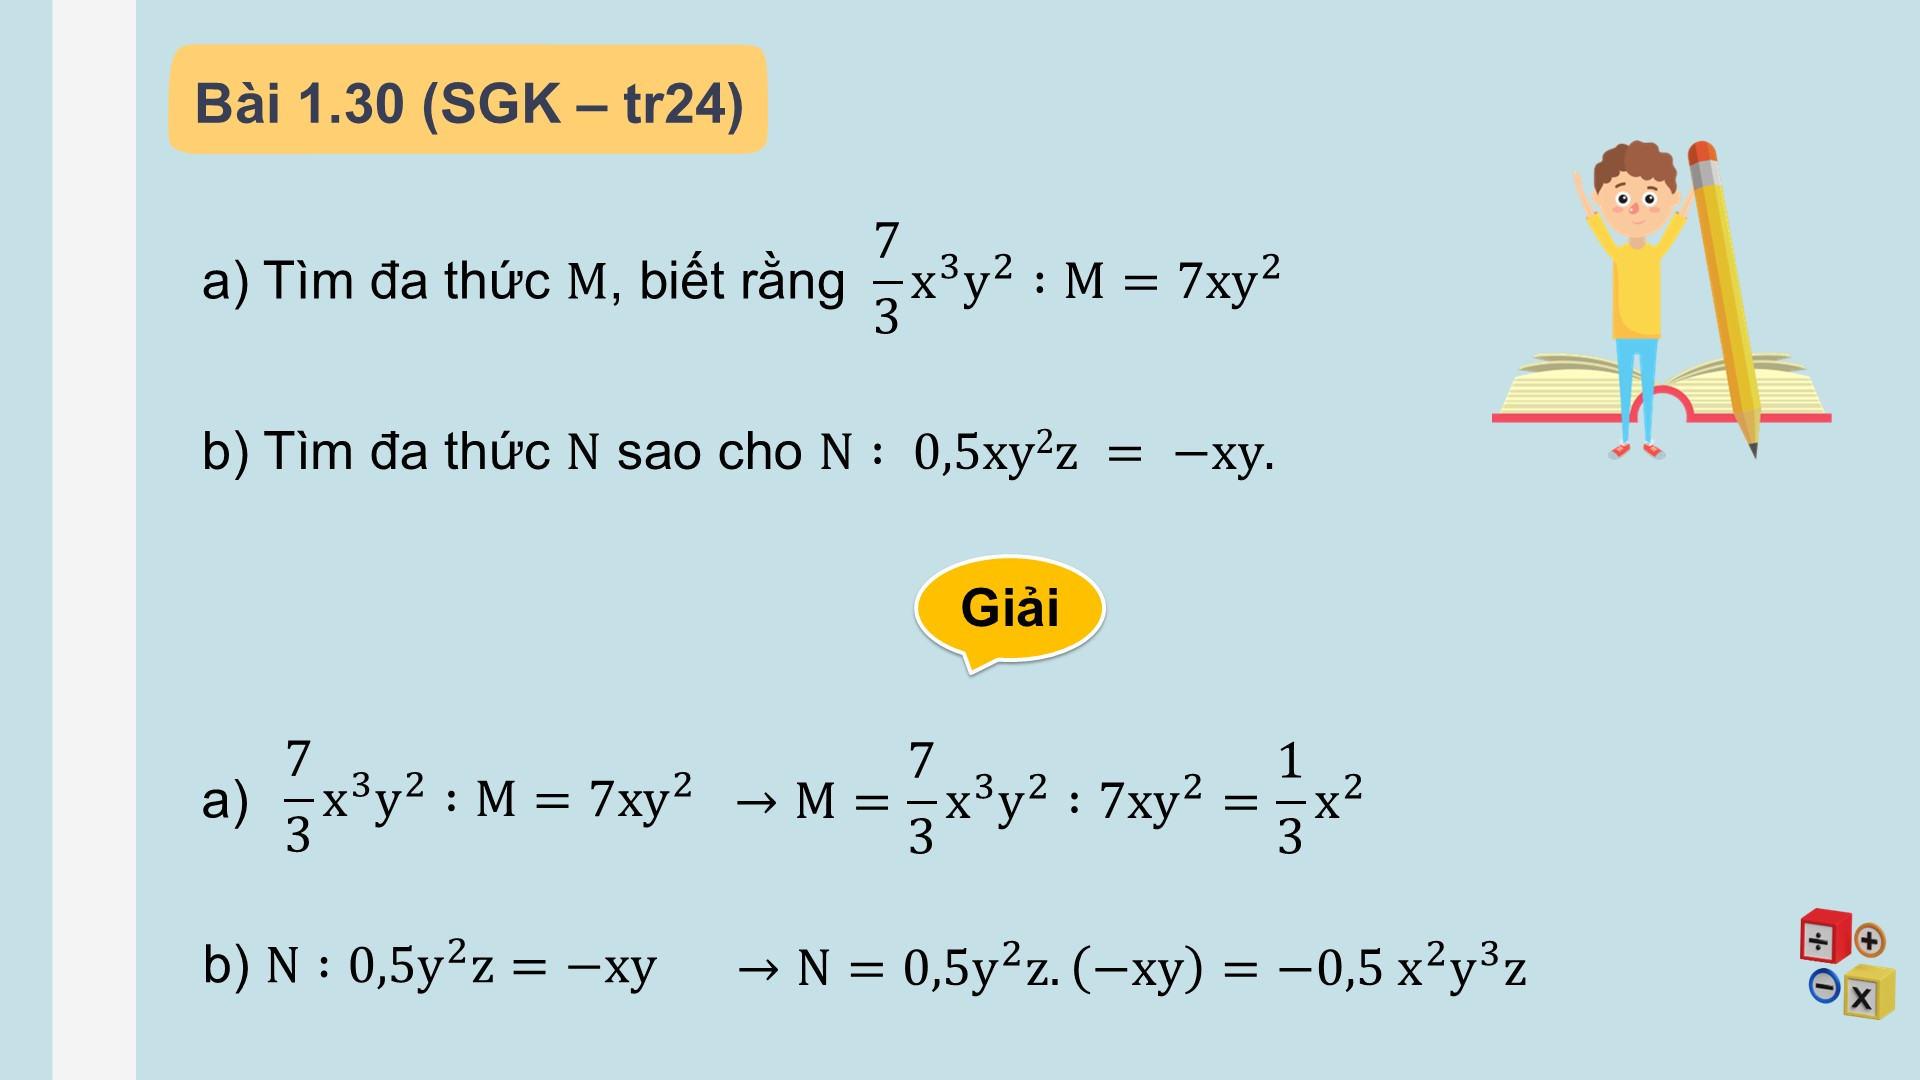 Bài 1.30 (SGK – tr24)
a) Tìm đa thức M, biết rằng 7/3 x³y² : M = 7xy²
b) Tìm đa thức N sao cho N : 0,5xy²z = −xy.
Giải
a) 7/3 x³y² : M = 7xy² → M = 7/3 x³y² : 7xy² = 1/3 x²
b) N : 0,5y²z = −xy → N = 0,5y²z. (−xy) = −0,5 x²y³z
÷ +
− x